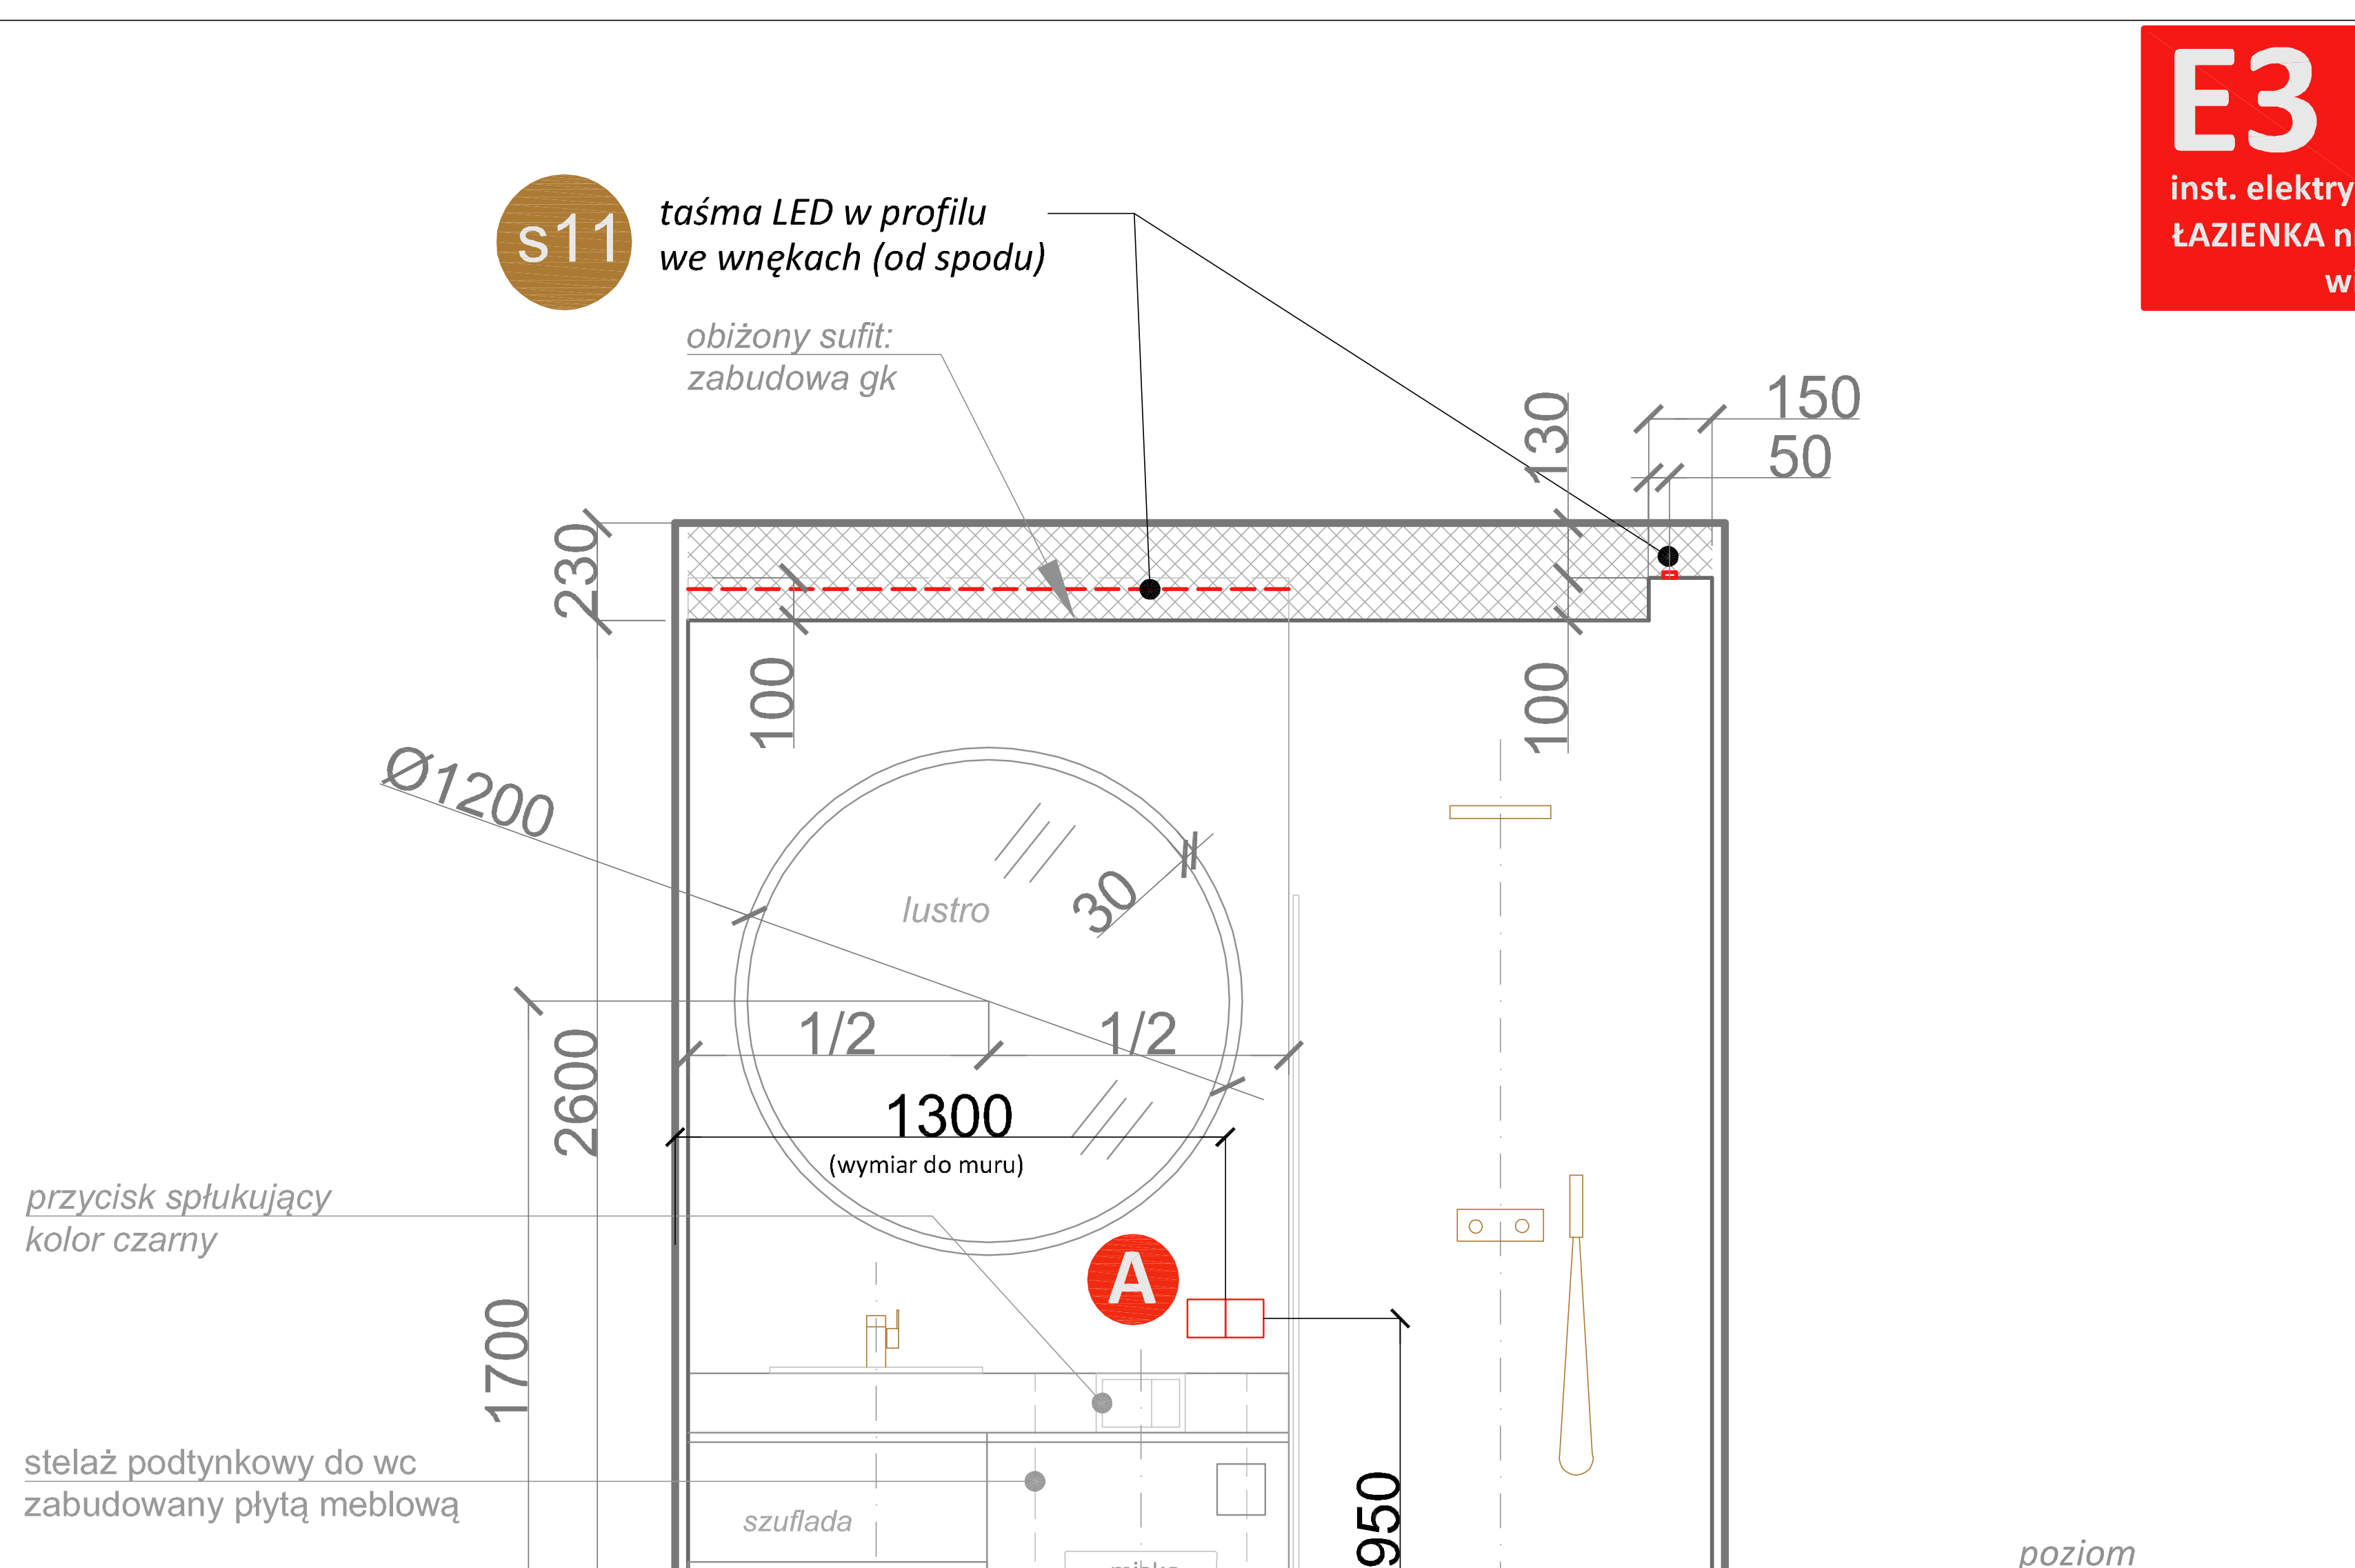 E3
inst. elektry
ŁAZIENKA
s11
taśma LED w profilu
we wnękach (od spodu)
obiżony sufit:
zabudowa gk
130
150
50
230
100
100
Ø1200
30
lustro
1/2
1/2
2600
1300
(wymiar do muru)
przycisk spłukujący
kolor czarny
A
1700
stelaż podtynkowy do wc
zabudowany płytą meblową
szuflada
950
poziom